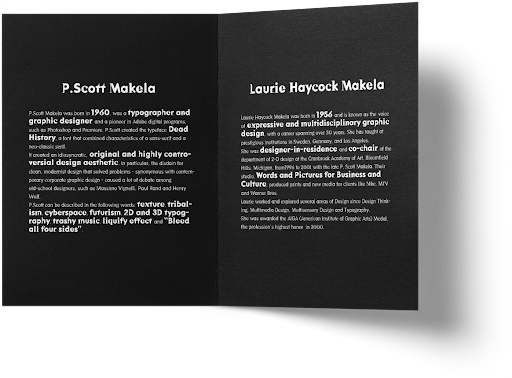 P.Scott Makela
P.Scott Makela was born in 1960, was a typographer and
graphic designer and a pioneer in Adobe digital programs,
such as Photoshop and Premiere. P.Scott created the typeface Dead
History, a font that combined characteristics of a sans-serif and a
neo-classic serif.
It created an idiosyncratic, original and highly contro-
versial design aesthetic. In particular, the disdain for
clean, modernist design that solved problems - synonymous with contem-
porary corporate graphic design - caused a lot of debate among
old-school designers, such as Massimo Vignelli, Paul Rand and Henry
Wolf.
P.Scott can be described in the following words: texture, tribal-
ism, cyberspace, futurism, 2D and 3D typog-
raphy, trashy music, liquify effect and "Bleed
all four sides".
Laurie Haycock Makela
Laurie Haycock Makela was born in 1956 and is known as the voice
of expressive and multidisciplinary graphic
design, with a career spanning over 30 years. She has taught at
prestigious institutions in Sweden, Germany, and Los Angeles.
She was designer-in-residence and co-chair of the
department of 2-D design at the Cranbrook Academy of Art, Bloomfield
Hills, Michigan, from1996 to 2001 with the late P. Scott Makela. Their
studio, Words and Pictures for Business and
Culture, produced prints and new media for clients like Nike, MTV
and Warner Bros.
Laurie worked and explored several areas of Design since Design Think-
ing, Multimedia Design, Multisensory Design and Typography.
She was awarded the AIGA (American Institute of Graphic Arts) Medal,
the profession's highest honor in 2000.